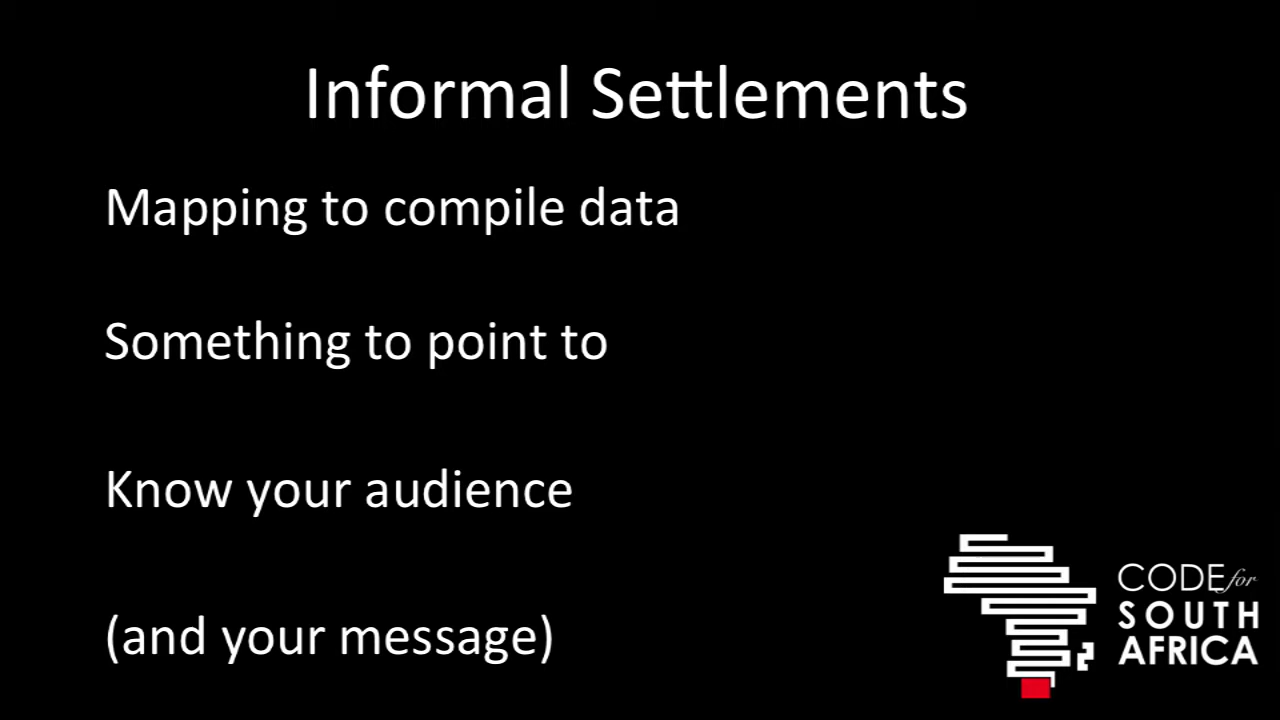 Informal Settlements
Mapping to compile data
Something to point to
Know your audience
(and your message)
CODE for
SOUTH
AFRICA